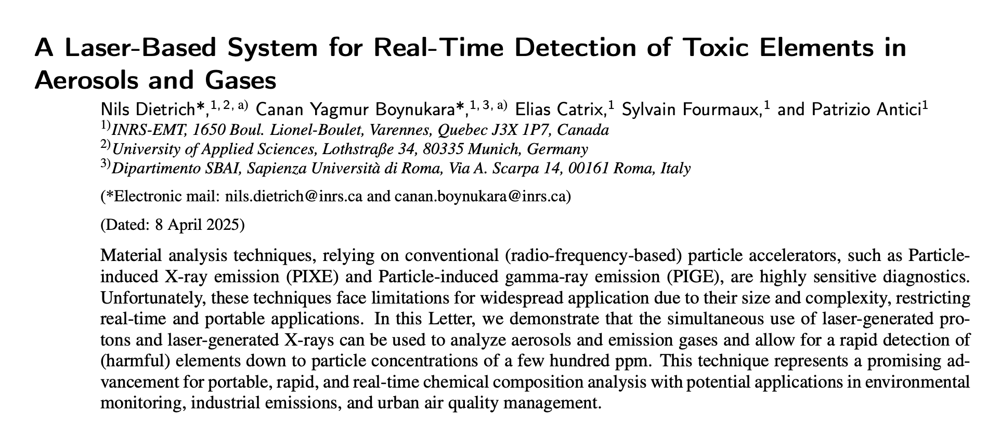 A Laser-Based System for Real-Time Detection of Toxic Elements in
Aerosols and Gases
Nils Dietrich*,1, 2, a) Canan Yagmur Boynukara*,1, 3, a) Elias Catrix,1 Sylvain Fourmaux,1 and Patrizio Antici1
1)INRS-EMT, 1650 Boul. Lionel-Boulet, Varennes, Quebec J3X 1P7, Canada
2)University of Applied Sciences, Lothstraße 34, 80335 Munich, Germany
3)Dipartimento SBAI, Sapienza Università di Roma, Via A. Scarpa 14, 00161 Roma, Italy
(*Electronic mail: nils.dietrich@inrs.ca and canan.boynukara@inrs.ca)
(Dated: 8 April 2025)
Material analysis techniques, relying on conventional (radio-frequency-based) particle accelerators, such as Particle-
induced X-ray emission (PIXE) and Particle-induced gamma-ray emission (PIGE), are highly sensitive diagnostics.
Unfortunately, these techniques face limitations for widespread application due to their size and complexity, restricting
real-time and portable applications. In this Letter, we demonstrate that the simultaneous use of laser-generated pro-
tons and laser-generated X-rays can be used to analyze aerosols and emission gases and allow for a rapid detection of
(harmful) elements down to particle concentrations of a few hundred ppm. This technique represents a promising ad-
vancement for portable, rapid, and real-time chemical composition analysis with potential applications in environmental
monitoring, industrial emissions, and urban air quality management.